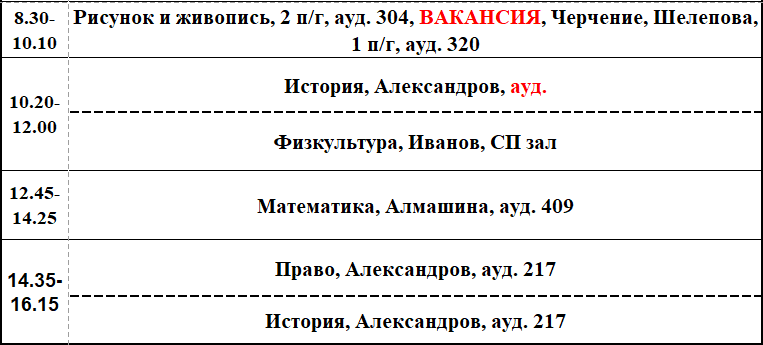 8.30-
10.10
Рисунок и живопись, 2 п/г, ауд. 304, ВАКАНСИЯ, Черчение, Шелепова,
1 п/г, ауд. 320
10.20-
12.00
История, Александров, ауд.
Физкультура, Иванов, СП зал
12.45-
14.25
Математика, Алмашина, ауд. 409
14.35-
16.15
Право, Александров, ауд. 217
История, Александров, ауд. 217